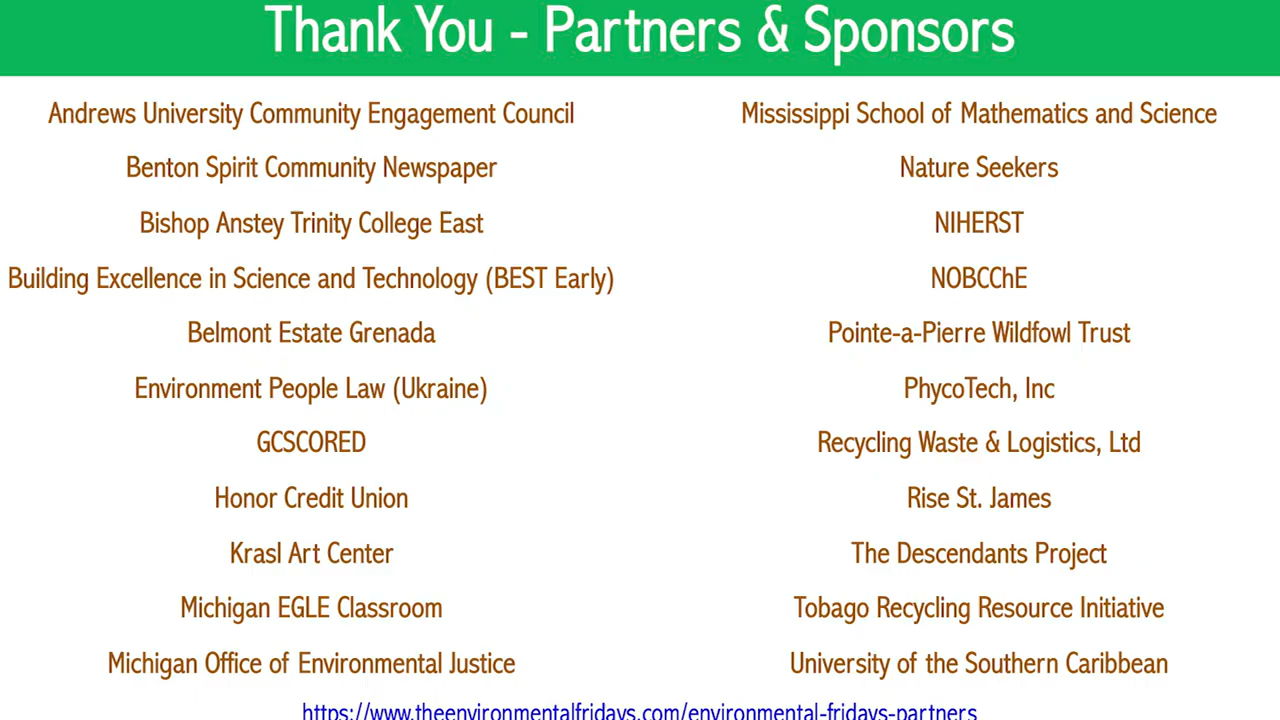 Thank You - Partners & Sponsors
Andrews University Community Engagement Council
Benton Spirit Community Newspaper
Bishop Anstey Trinity College East
Building Excellence in Science and Technology (BEST Early)
Belmont Estate Grenada
Environment People Law (Ukraine)
GCSCORED
Honor Credit Union
Krasl Art Center
Michigan EGLE Classroom
Michigan Office of Environmental Justice
Mississippi School of Mathematics and Science
Nature Seekers
NIHERST
NOBCChE
Pointe-a-Pierre Wildfowl Trust
PhycoTech, Inc
Recycling Waste & Logistics, Ltd
Rise St. James
The Descendants Project
Tobago Recycling Resource Initiative
University of the Southern Caribbean
https://www.theenvironmentalfridays.com/environmental-fridays-partners